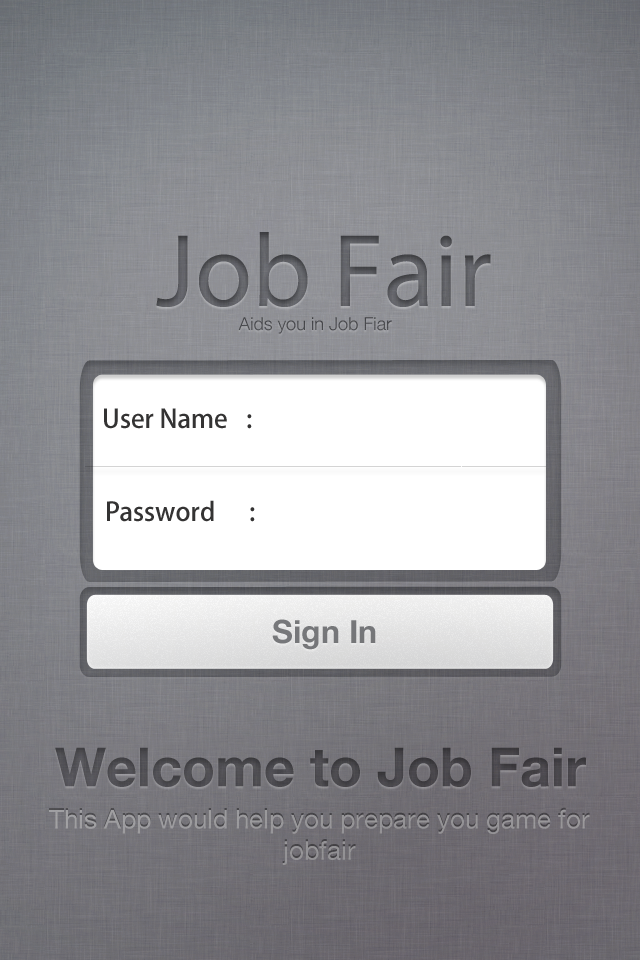 Job Fair
Aids you in Job Fiar
User Name :
Password :
Sign In
Welcome to Job Fair
This App would help you prepare you game for
jobfair